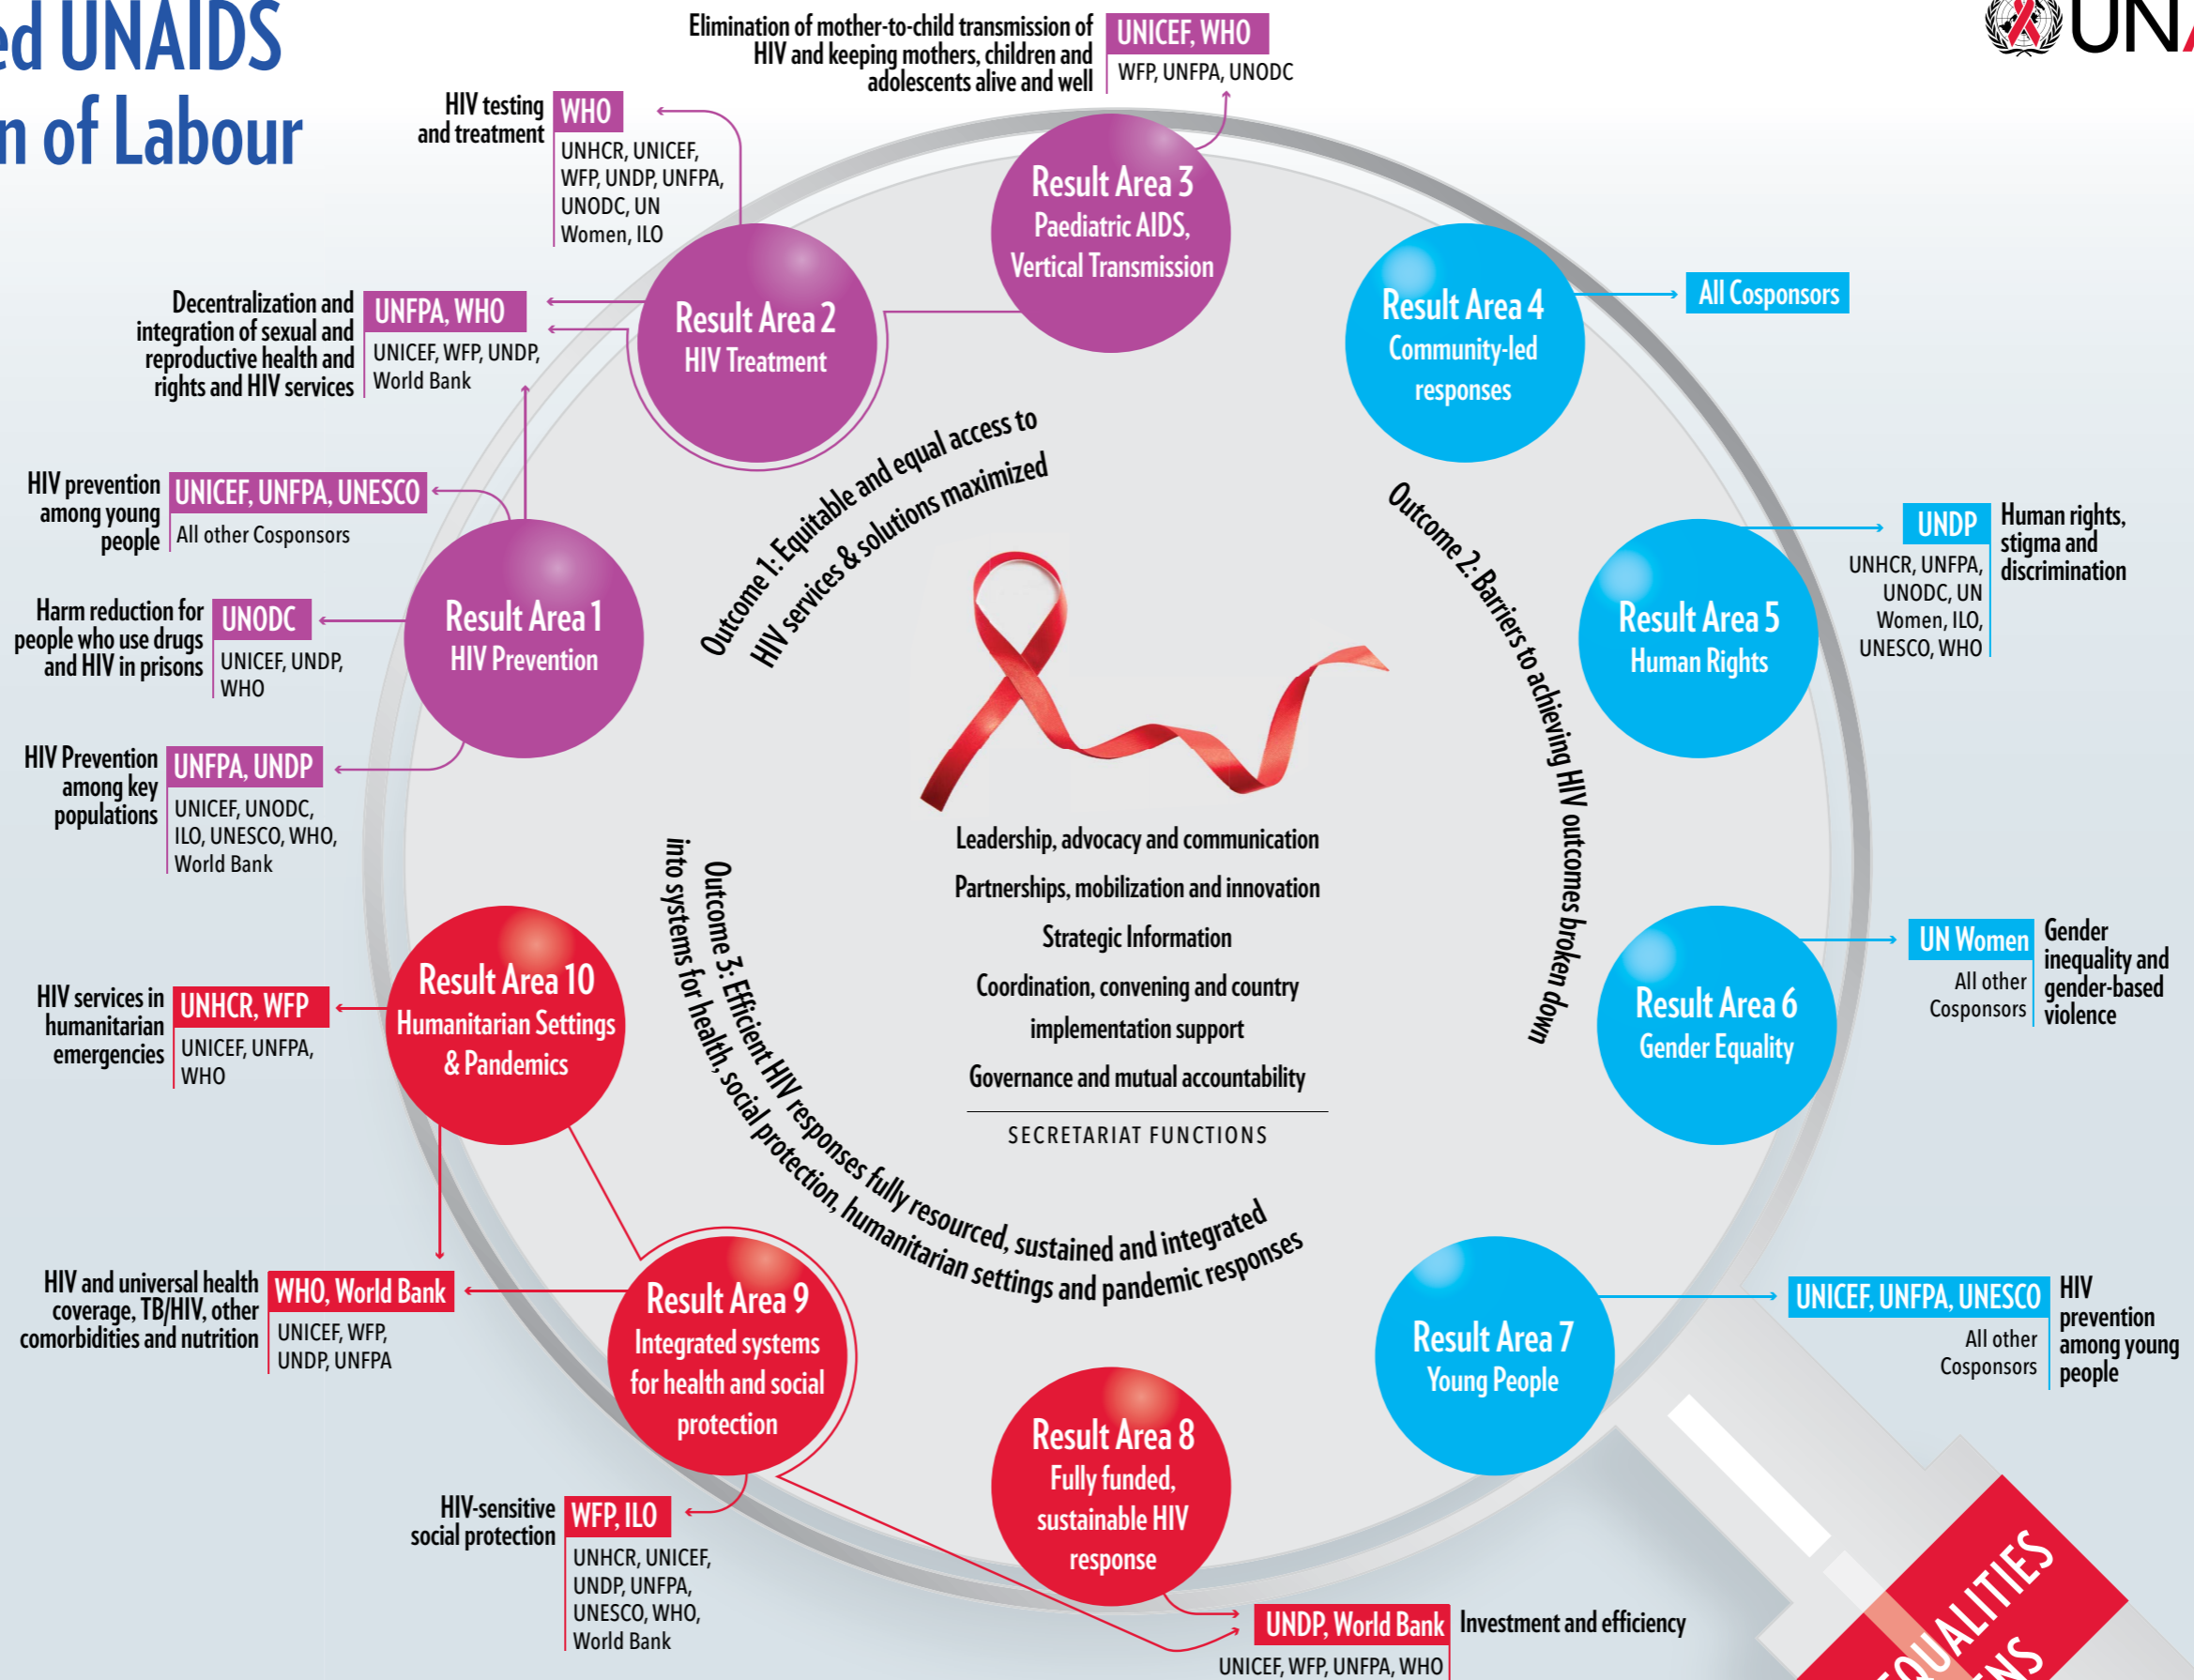 UNAIDS
of Labour
UN
Elimination of mother-to-child transmission of
HIV and keeping mothers, children and
adolescents alive and well
UNICEF, WHO
WFP, UNFPA, UNODC
HIV testing
and treatment
WHO
UNHCR, UNICEF,
WFP, UNDP, UNFPA,
UNODC, UN
Women, ILO
Decentralization and
integration of sexual and
reproductive health and
rights and HIV services
UNFPA, WHO
UNICEF, WFP, UNDP,
World Bank
HIV prevention
among young
people
UNICEF, UNFPA, UNESCO
All other Cosponsors
Harm reduction for
people who use drugs
and HIV in prisons
UNODC
UNICEF, UNDP,
WHO
HIV Prevention
among key
populations
UNFPA, UNDP
UNICEF, UNODC,
ILO, UNESCO, WHO,
World Bank
Result Area 1
HIV Prevention
Result Area 2
HIV Treatment
Result Area 3
Paediatric AIDS,
Vertical Transmission
Result Area 4
Community-led
responses
All Cosponsors
Result Area 5
Human Rights
UNDP
UNHCR, UNFPA,
UNODC, UN
Women, ILO,
UNESCO, WHO
Human rights,
stigma and
discrimination
Result Area 6
Gender Equality
UN Women
All other
Cosponsors
Gender
inequality and
gender-based
violence
Result Area 7
Young People
UNICEF, UNFPA, UNESCO
All other
Cosponsors
HIV
prevention
among young
people
Result Area 8
Fully funded,
sustainable HIV
response
UNDP, World Bank
UNICEF, WFP, UNFPA, WHO
Investment and efficiency
Result Area 9
Integrated systems
for health and social
protection
HIV-sensitive
social protection
WFP, ILO
UNHCR, UNICEF,
UNDP, UNFPA,
UNESCO, WHO,
World Bank
HIV and universal health
coverage, TB/HIV, other
comorbidities and nutrition
WHO, World Bank
UNICEF, WFP,
UNDP, UNFPA
Result Area 10
Humanitarian Settings
& Pandemics
HIV services in
humanitarian
emergencies
UNHCR, WFP
UNICEF, UNFPA,
WHO
Outcome 1: Equitable and equal access to
HIV services & solutions maximized
Outcome 2: Barriers to achieving HIV outcomes broken down
Outcome 3: Efficient HIV responses fully resourced, sustained and integrated
into systems for health, social protection, humanitarian settings and pandemic responses
Leadership, advocacy and communication
Partnerships, mobilization and innovation
Strategic Information
Coordination, convening and country
implementation support
Governance and mutual accountability
SECRETARIAT FUNCTIONS